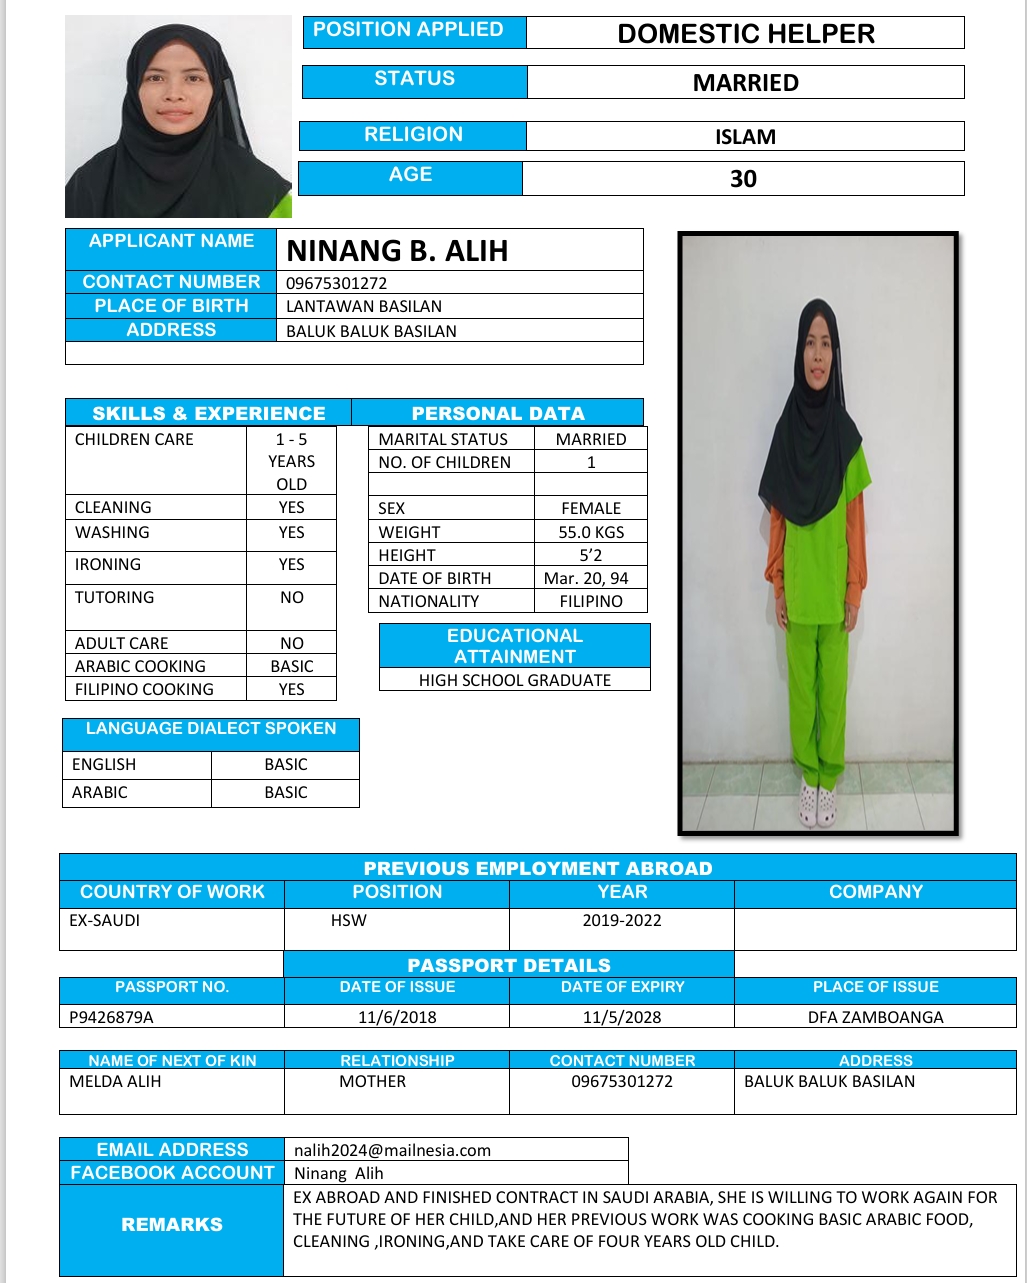 POSITION APPLIED DOMESTIC HELPER
STATUS MARRIED
RELIGION ISLAM
AGE 30
APPLICANT NAME NINANG B. ALIH
CONTACT NUMBER 09675301272
PLACE OF BIRTH LANTAWAN BASILAN
ADDRESS BALUK BALUK BASILAN
SKILLS & EXPERIENCE
CHILDREN CARE 1 - 5
YEARS
OLD
CLEANING YES
WASHING YES
IRONING YES
TUTORING NO
ADULT CARE NO
ARABIC COOKING BASIC
FILIPINO COOKING YES
PERSONAL DATA
MARITAL STATUS MARRIED
NO. OF CHILDREN 1
SEX FEMALE
WEIGHT 55.0 KGS
HEIGHT 5’2
DATE OF BIRTH Mar. 20, 94
NATIONALITY FILIPINO
EDUCATIONAL
ATTAINMENT
HIGH SCHOOL GRADUATE
LANGUAGE DIALECT SPOKEN
ENGLISH BASIC
ARABIC BASIC
PREVIOUS EMPLOYMENT ABROAD
COUNTRY OF WORK POSITION YEAR COMPANY
EX-SAUDI HSW 2019-2022
PASSPORT DETAILS
PASSPORT NO. DATE OF ISSUE DATE OF EXPIRY PLACE OF ISSUE
P9426879A 11/6/2018 11/5/2028 DFA ZAMBOANGA
NAME OF NEXT OF KIN RELATIONSHIP CONTACT NUMBER ADDRESS
MELDA ALIH MOTHER 09675301272 BALUK BALUK BASILAN
EMAIL ADDRESS nalih2024@mailnesia.com
FACEBOOK ACCOUNT Ninang Alih
REMARKS
EX ABROAD AND FINISHED CONTRACT IN SAUDI ARABIA, SHE IS WILLING TO WORK AGAIN FOR
THE FUTURE OF HER CHILD,AND HER PREVIOUS WORK WAS COOKING BASIC ARABIC FOOD,
CLEANING ,IRONING,AND TAKE CARE OF FOUR YEARS OLD CHILD.